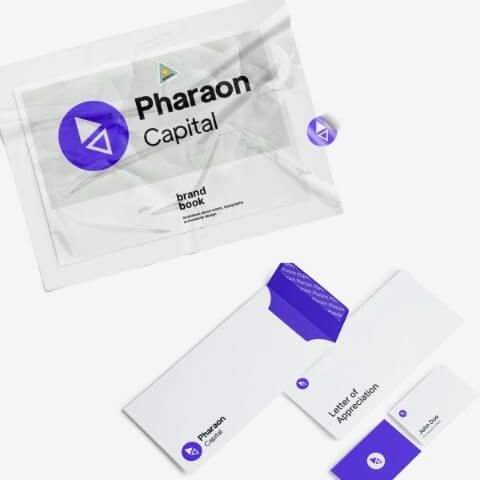 Pharaon
Capital
brand
book
Pharaon
Capital
Letter of
Appreciation
John Doe